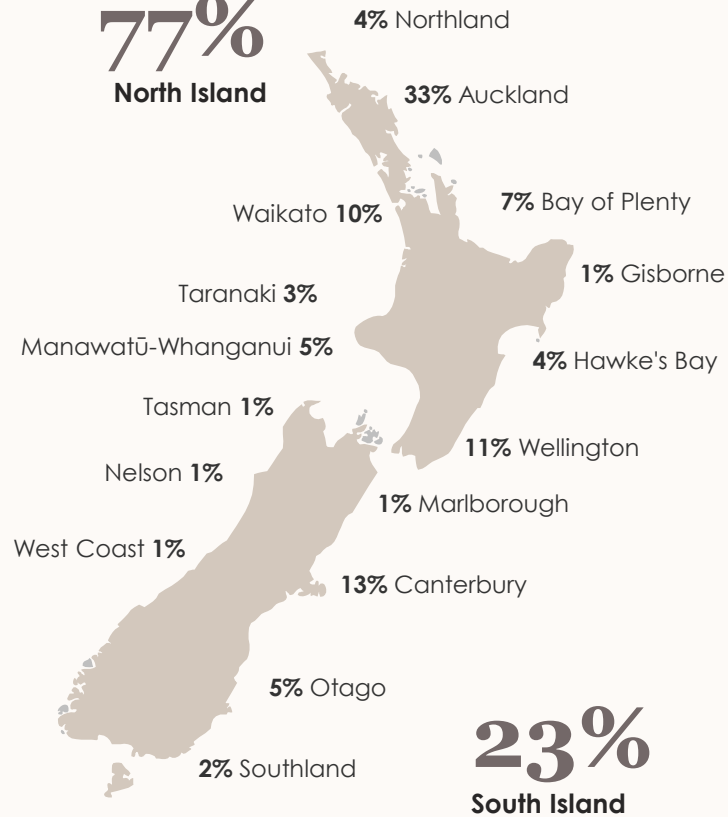 77%
North Island
4% Northland
33% Auckland
Waikato 10%
7% Bay of Plenty
1% Gisborne
Taranaki 3%
Manawatū-Whanganui 5%
4% Hawke's Bay
Tasman 1%
11% Wellington
Nelson 1%
1% Marlborough
West Coast 1%
13% Canterbury
5% Otago
2% Southland
23%
South Island